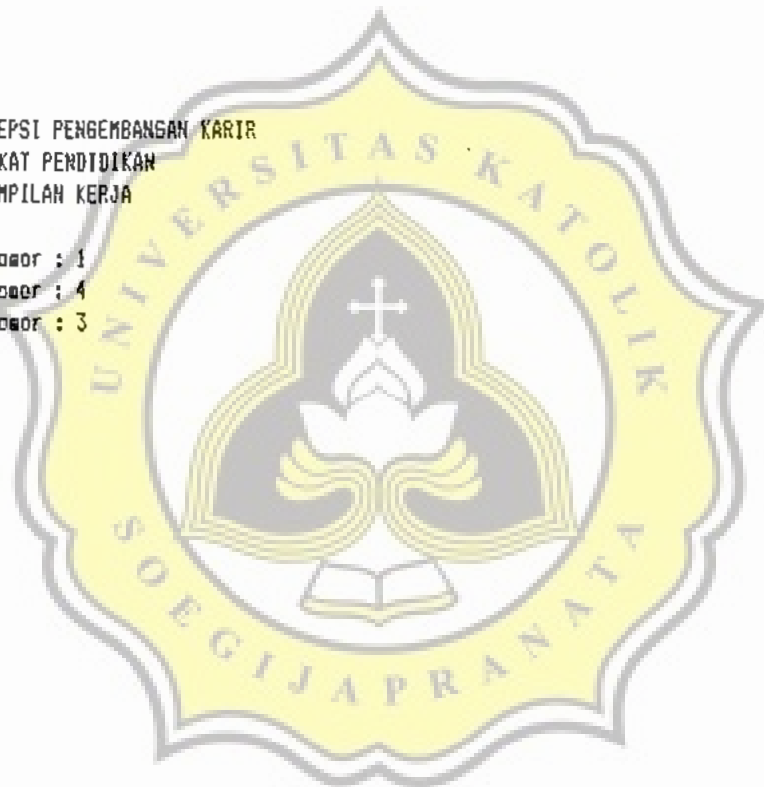 EPSI PENGEMBANGAN KARIR
KAT PENDIDIKAN
MPILAN KERJA
omor : 1
omor : 4
omor : 3
UNIVERSITAS KATOLIK
SOEGIJAPRANATA